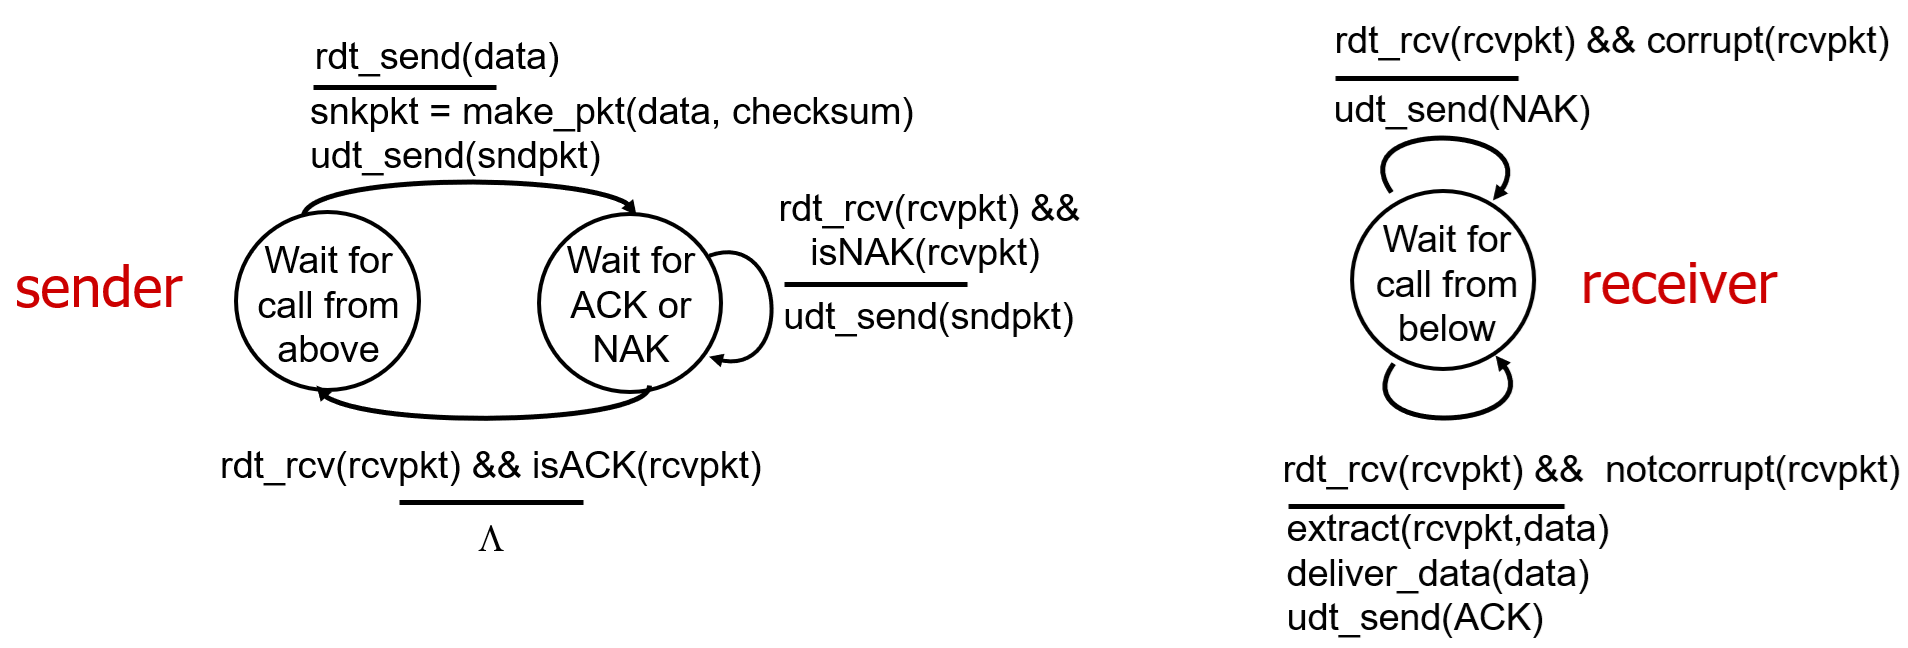 rdt_send(data)
snkpkt = make_pkt(data, checksum)
udt_send(sndpkt)
sender
Wait for
call from
above
Wait for
ACK or
NAK
rdt_rcv(rcvpkt) &&
isNAK(rcvpkt)
udt_send(sndpkt)
rdt_rcv(rcvpkt) && isACK(rcvpkt)
Λ
rdt_rcv(rcvpkt) && corrupt(rcvpkt)
udt_send(NAK)
Wait for
call from
below
receiver
rdt_rcv(rcvpkt) && notcorrupt(rcvpkt)
extract(rcvpkt,data)
deliver_data(data)
udt_send(ACK)